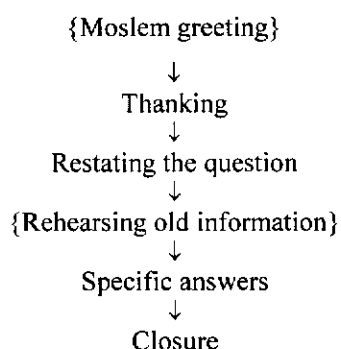 {Moslem greeting}
↓
Thanking
↓
Restating the question
↓
{Rehearsing old information}
↓
Specific answers
↓
Closure